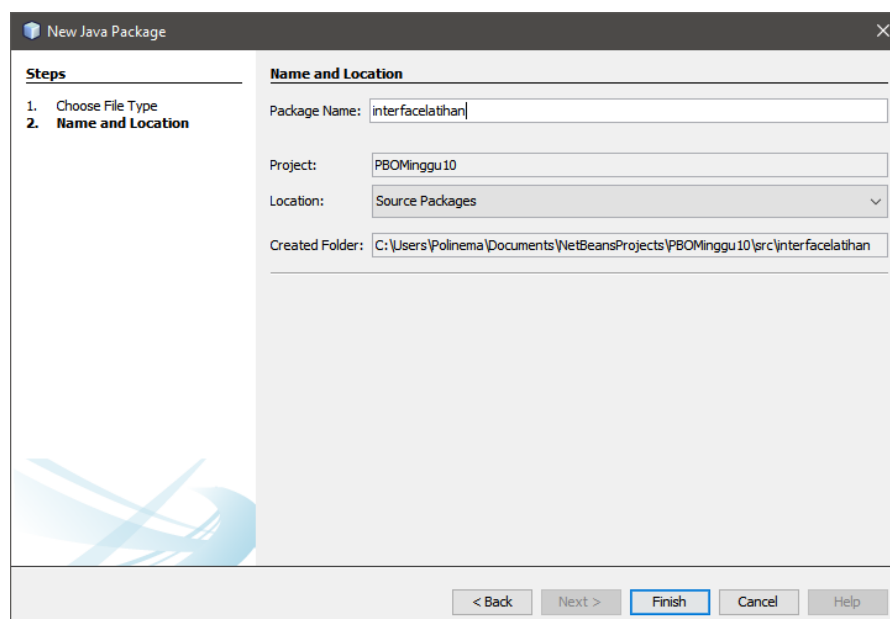 New Java Package
Steps
1. Choose File Type
2. Name and Location
Name and Location
Package Name: interfacelatihan
Project: PBOMinggu10
Location: Source Packages
Created Folder: C:\Users\Polinema\Documents\NetBeansProjects\PBOMinggu10\src\interfacelatihan
< Back Next > Finish Cancel Help